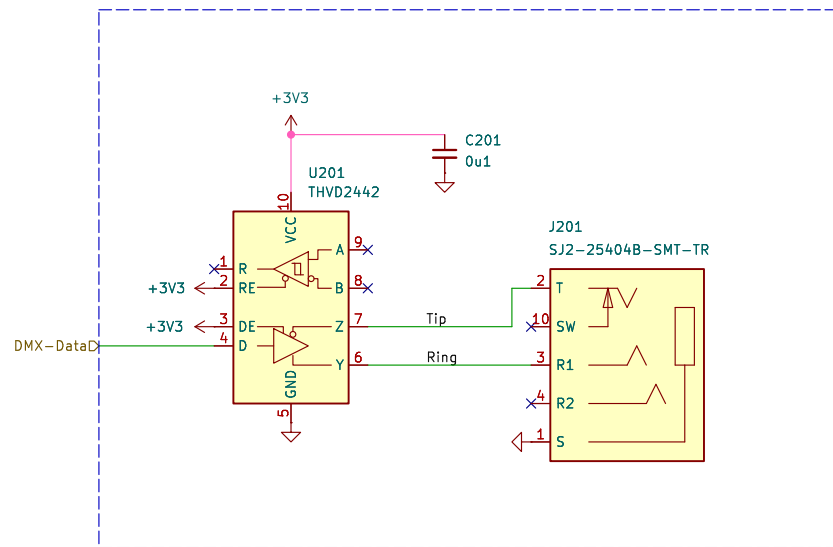 +3V3
C201
0u1
U201
THVD2442
10
VCC
A 9
1 R
+3V3 2 RE
B 8
+3V3 3 DE
Z 7
Tip
DMX-Data 4 D
Y 6
Ring
GND
5
J201
SJ2-25404B-SMT-TR
2 T
10 SW
3 R1
4 R2
1 S